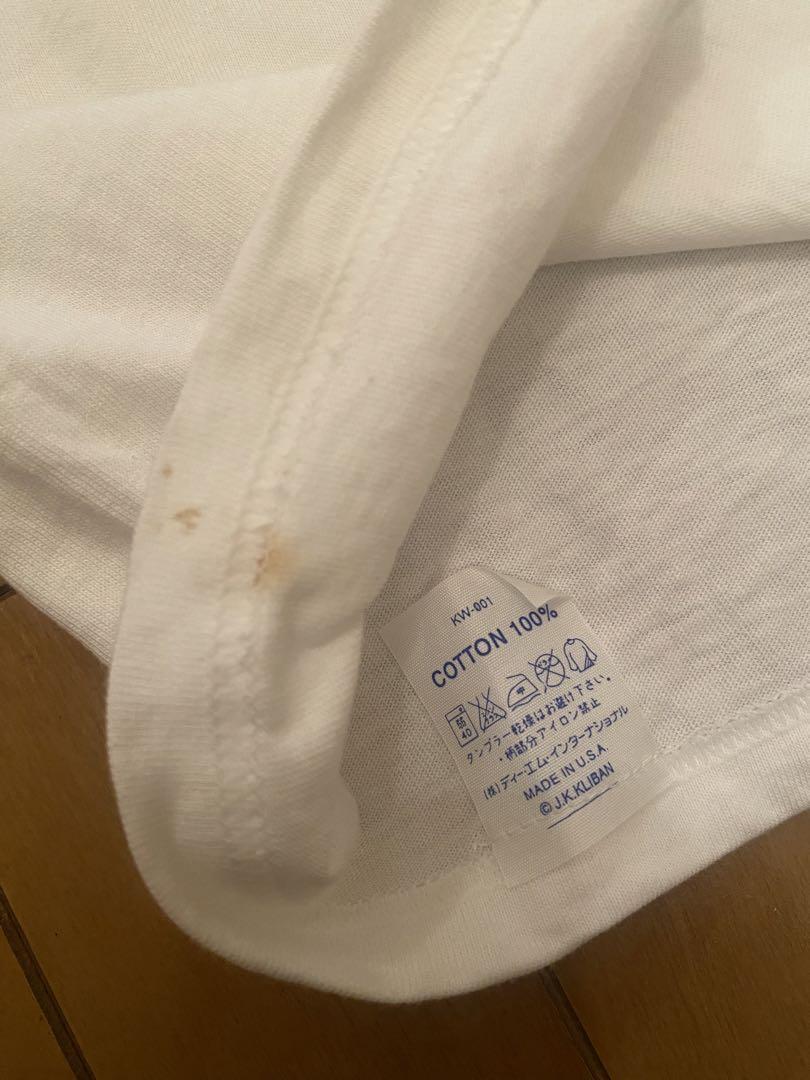 KW-001
COTTON 100%
40
タンブラー乾燥はお避け下さい。
・柄部分アイロン禁止
(株)ディー・エム・インターナショナル
MADE IN U.S.A.
© J.K.KLIBAN